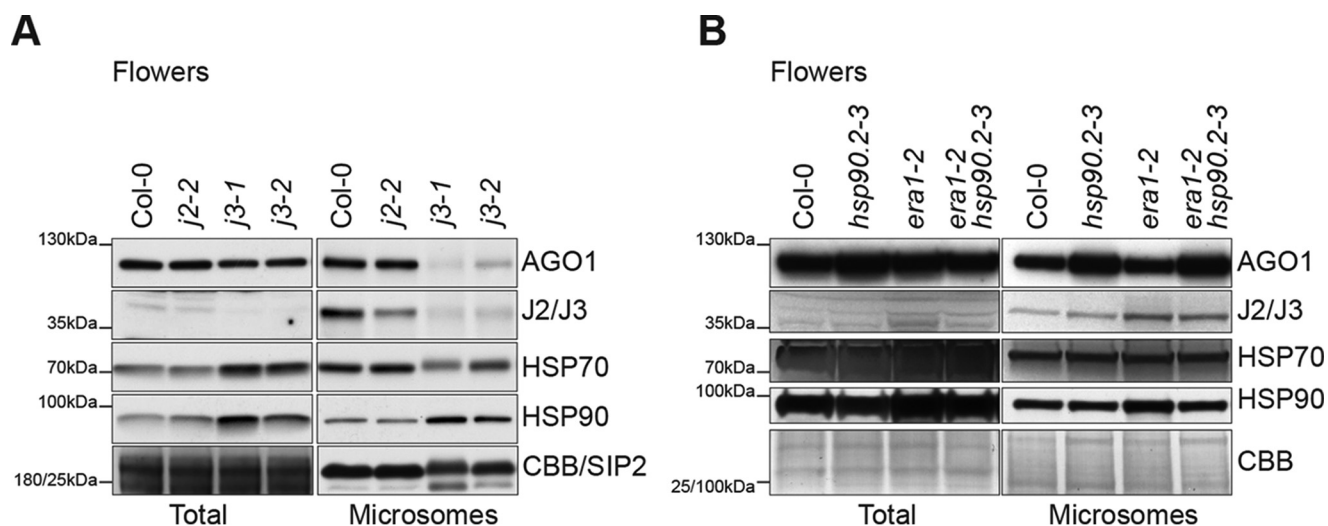 A
Flowers
Col-0
j2-2
j3-1
j3-2
Col-0
j2-2
j3-1
j3-2
130kDa
AGO1
J2/J3
35kDa
HSP70
70kDa
100kDa
HSP90
CBB/SIP2
180/25kDa
Total
Microsomes
B
Flowers
Col-0
hsp90.2-3
era1-2
era1-2
hsp90.2-3
Col-0
hsp90.2-3
era1-2
era1-2
hsp90.2-3
130kDa
AGO1
J2/J3
35kDa
HSP70
70kDa
100kDa
HSP90
CBB
25/100kDa
Total
Microsomes